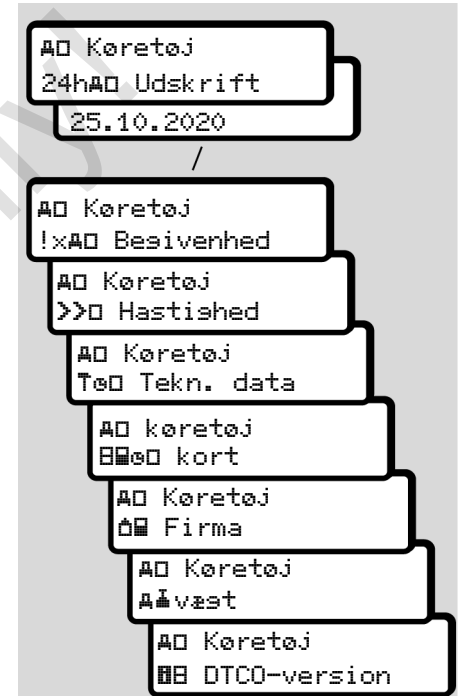 Køretøj
24h Udskrift
25.10.2020
/
Køretøj
!x Begivenhed
Køretøj
>> Hastighed
Køretøj
T Tekn. data
køretøj
kort
Køretøj
Firma
Køretøj
vægt
Køretøj
DTCO-version